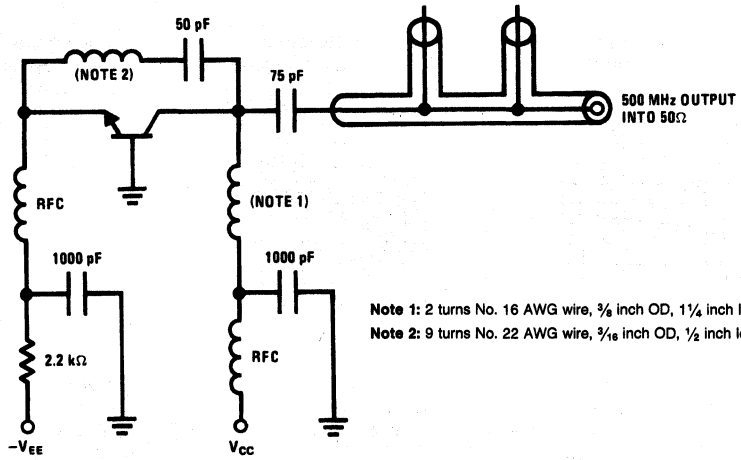 50 pF
(NOTE 2)
75 pF
500 MHz OUTPUT
INTO 50Ω
RFC
(NOTE 1)
1000 pF
1000 pF
Note 1: 2 turns No. 16 AWG wire, ⅜ inch OD, 1¼ inch
Note 2: 9 turns No. 22 AWG wire, 3⁄16 inch OD, ½ inch
2.2 kΩ
RFC
−VEE
VCC